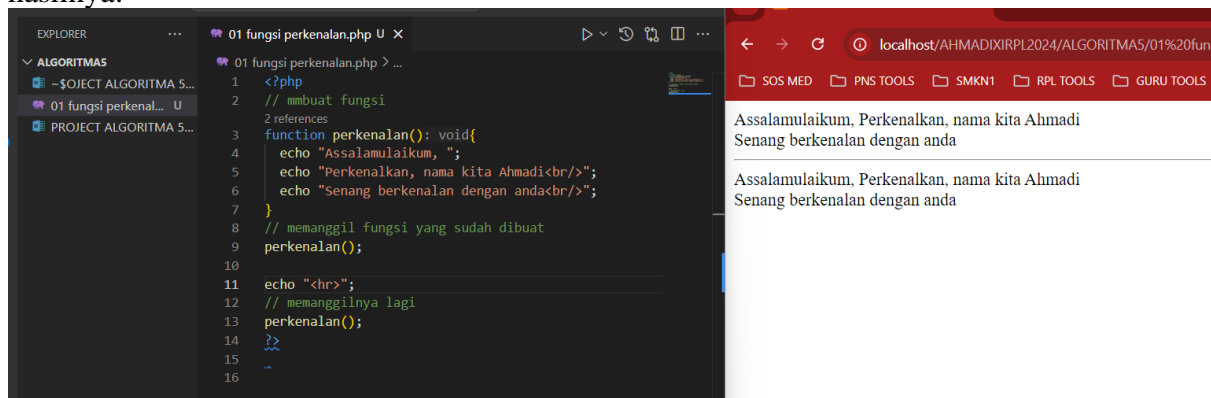 EXPLORER ...
ALGORITMA5
~$OJECT ALGORITMA 5...
01 fungsi perkenal... U
PROJECT ALGORITMA 5...
01 fungsi perkenalan.php U X
01 fungsi perkenalan.php > ...
1 <?php
2 // mmbuat fungsi
2 references
3 function perkenalan(): void{
4 echo "Assalamulaikum, ";
5 echo "Perkenalkan, nama kita Ahmadi<br/>";
6 echo "Senang berkenalan dengan anda<br/>";
7 }
8 // memanggil fungsi yang sudah dibuat
9 perkenalan();
10
11 echo "<hr>";
12 // memanggilnya lagi
13 perkenalan();
14 ?>
15
16
localhost/AHMADIXIRPL2024/ALGORITMA5/01%20fun
SOS MED PNS TOOLS SMKN1 RPL TOOLS GURU TOOLS
Assalamulaikum, Perkenalkan, nama kita Ahmadi
Senang berkenalan dengan anda
Assalamulaikum, Perkenalkan, nama kita Ahmadi
Senang berkenalan dengan anda